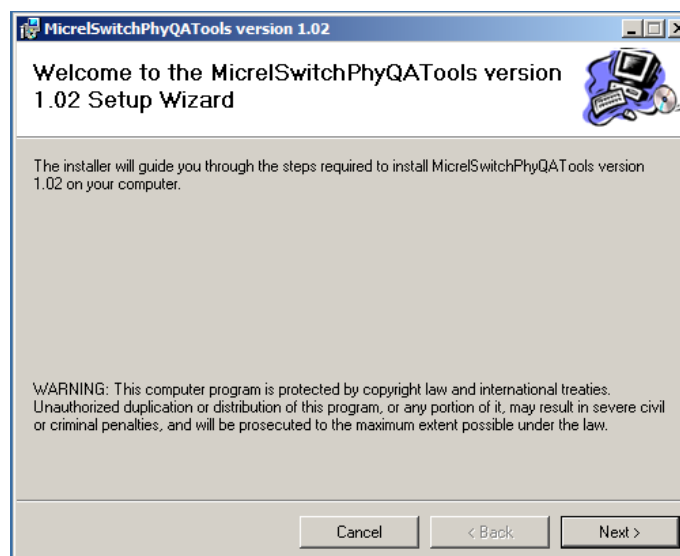 MicrelSwitchPhyQATools version 1.02
Welcome to the MicrelSwitchPhyQATools version
1.02 Setup Wizard
The installer will guide you through the steps required to install MicrelSwitchPhyQATools version
1.02 on your computer.
WARNING: This computer program is protected by copyright law and international treaties.
Unauthorized duplication or distribution of this program, or any portion of it, may result in severe civil
or criminal penalties, and will be prosecuted to the maximum extent possible under the law.
Cancel
< Back
Next >